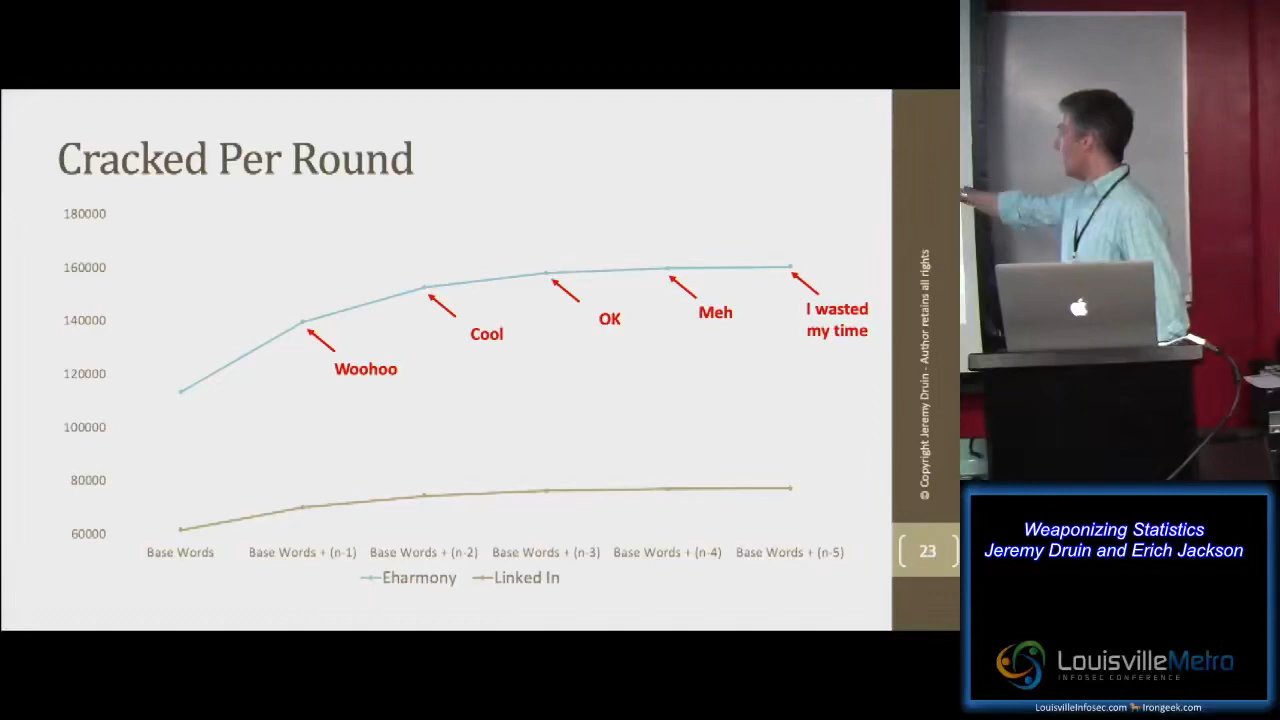 Cracked Per Round
180000
160000
140000
120000
100000
80000
60000
Woohoo
Cool
OK
Meh
I wasted
my time
Base Words
Base Words + (n-1)
Base Words + (n-2)
Base Words + (n-3)
Base Words + (n-4)
Base Words + (n-5)
Eharmony
Linked In
© Copyright Jeremy Druin - Author retains all rights
23
Weaponizing Statistics
Jeremy Druin and Erich Jackson
LouisvilleMetro
INFOSEC CONFERENCE
LouisvilleInfosec.com Irongeek.com